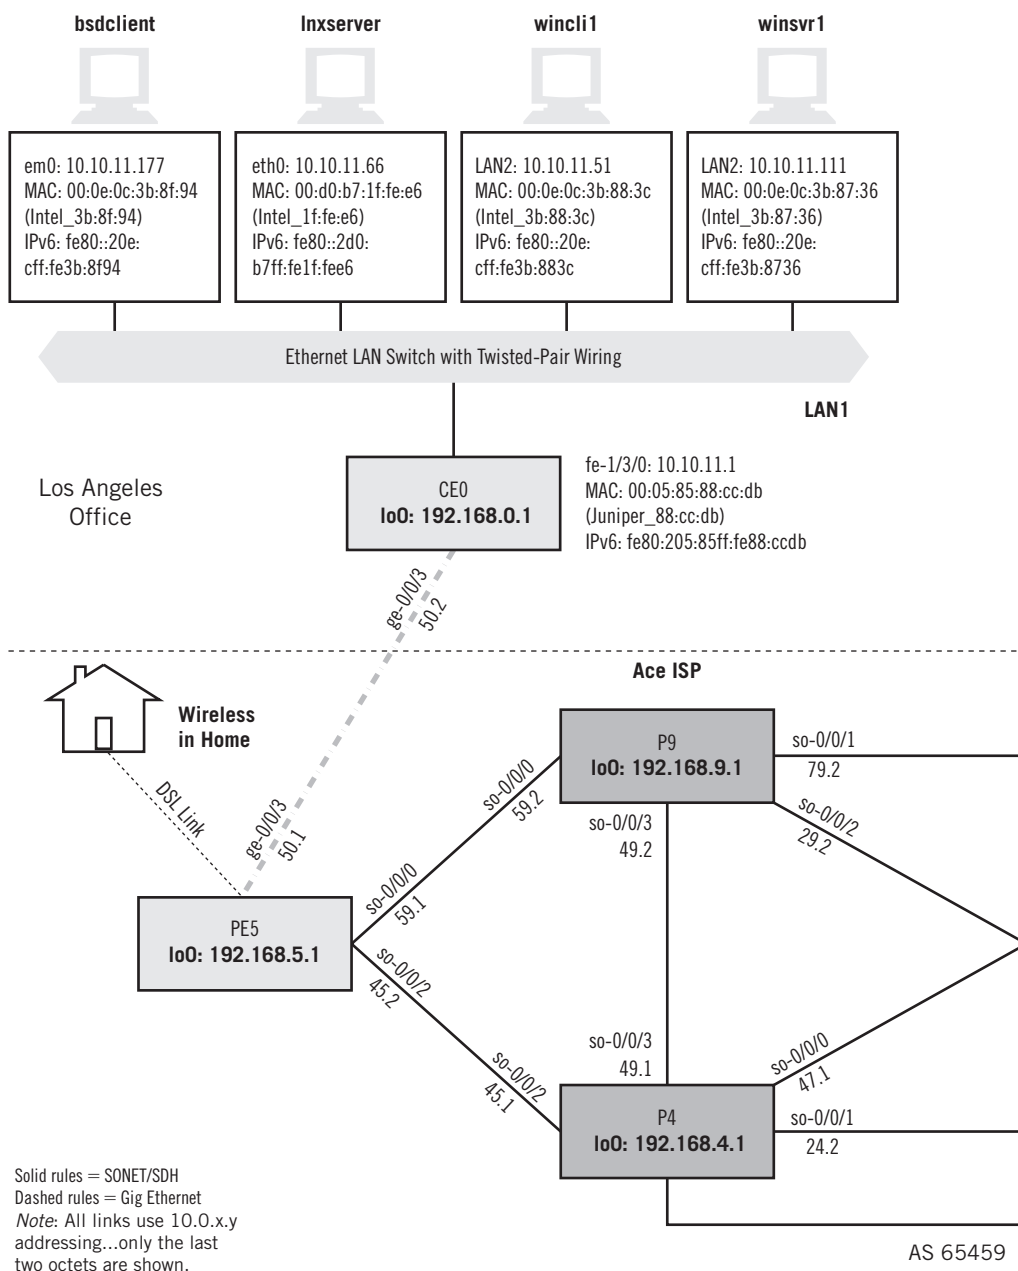 bsdclient
lnxserver
wincli1
winsvr1
em0: 10.10.11.177
MAC: 00:0e:0c:3b:8f:94
(Intel_3b:8f:94)
IPv6: fe80::20e:
cff:fe3b:8f94
eth0: 10.10.11.66
MAC: 00:d0:b7:1f:fe:e6
(Intel_1f:fe:e6)
IPv6: fe80::2d0:
b7ff:fe1f:fee6
LAN2: 10.10.11.51
MAC: 00:0e:0c:3b:88:3c
(Intel_3b:88:3c)
IPv6: fe80::20e:
cff:fe3b:883c
LAN2: 10.10.11.111
MAC: 00:0e:0c:3b:87:36
(Intel_3b:87:36)
IPv6: fe80::20e:
cff:fe3b:8736
Ethernet LAN Switch with Twisted-Pair Wiring
LAN1
Los Angeles
Office
CE0
lo0: 192.168.0.1
fe-1/3/0: 10.10.11.1
MAC: 00:05:85:88:cc:db
(Juniper_88:cc:db)
IPv6: fe80:205:85ff:fe88:ccdb
ge-0/0/3
50.2
Ace ISP
Wireless
in Home
DSL Link
ge-0/0/3
50.1
P9
lo0: 192.168.9.1
so-0/0/1
79.2
so-0/0/0
59.2
so-0/0/3
49.2
so-0/0/2
29.2
so-0/0/0
59.1
PE5
lo0: 192.168.5.1
so-0/0/2
45.2
so-0/0/2
45.1
so-0/0/3
49.1
so-0/0/0
47.1
P4
lo0: 192.168.4.1
so-0/0/1
24.2
Solid rules = SONET/SDH
Dashed rules = Gig Ethernet
Note: All links use 10.0.x.y
addressing...only the last
two octets are shown.
AS 65459